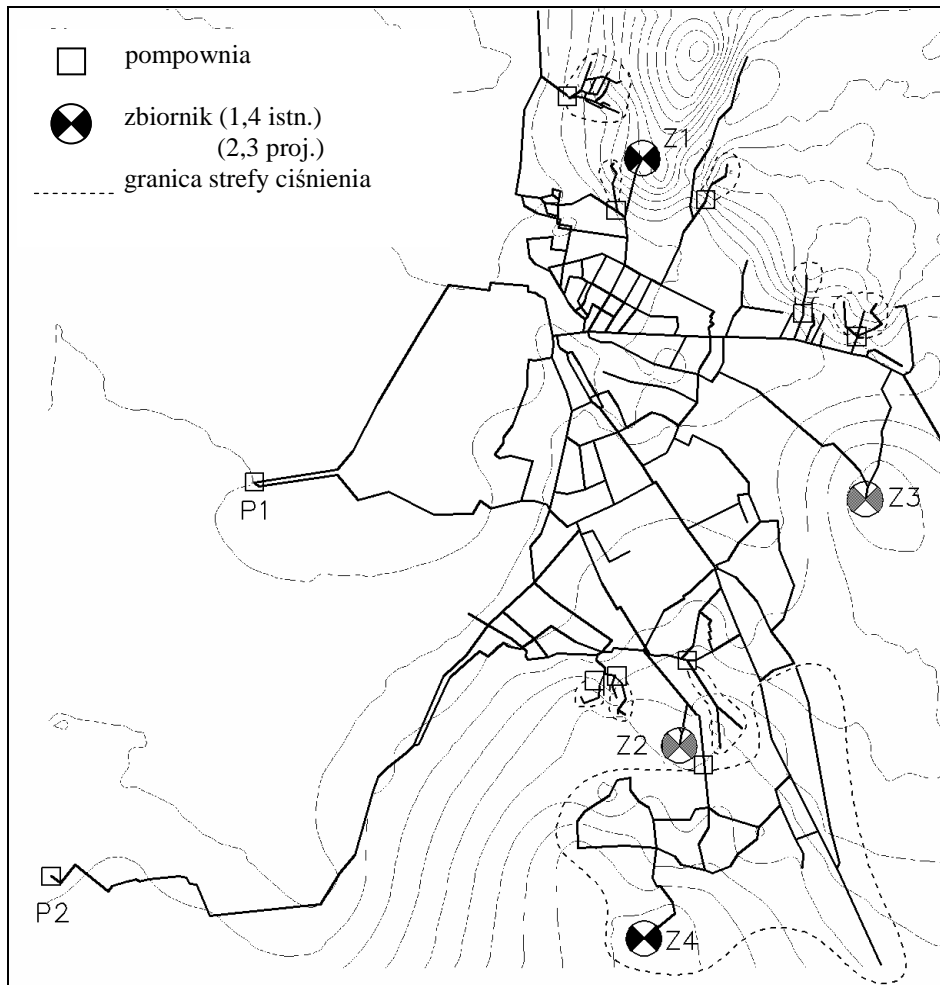 pompownia
zbiornik (1,4 istn.)
(2,3 proj.)
granica strefy ciśnienia
Z1
P1
Z3
Z2
P2
Z4